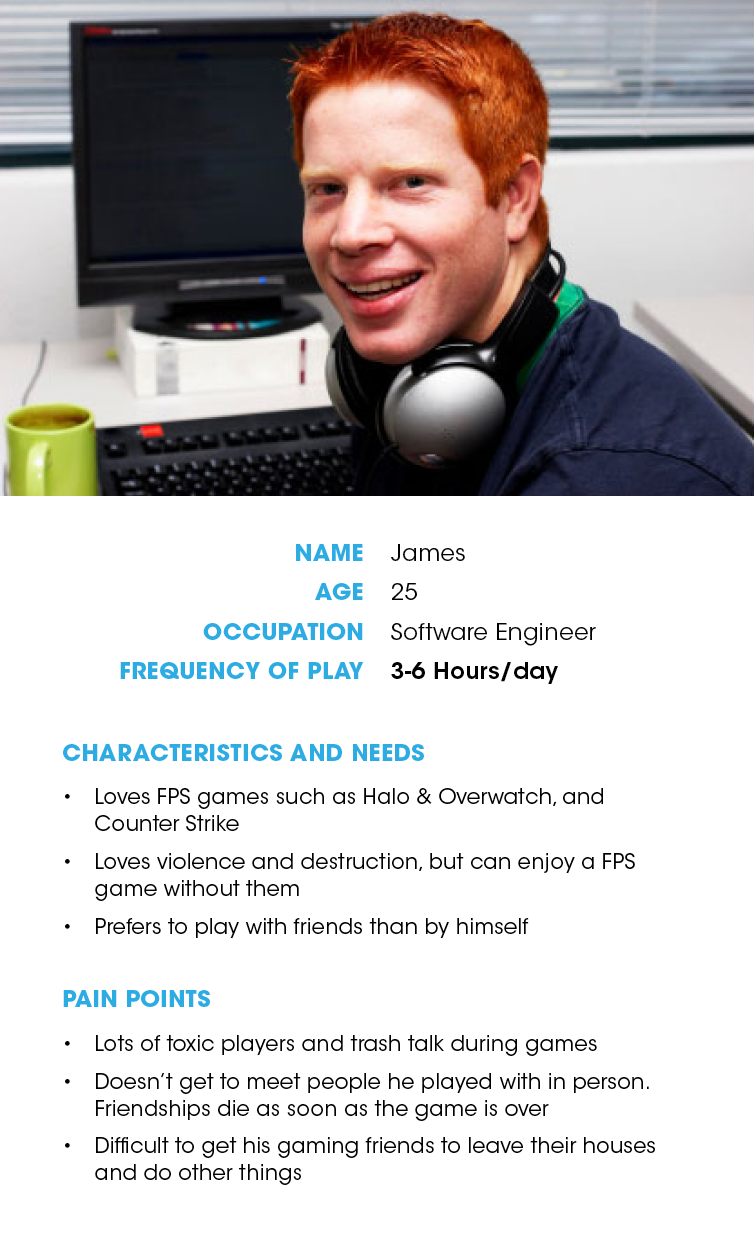 NAME James
AGE 25
OCCUPATION Software Engineer
FREQUENCY OF PLAY 3-6 Hours/day
CHARACTERISTICS AND NEEDS
• Loves FPS games such as Halo & Overwatch, and
Counter Strike
• Loves violence and destruction, but can enjoy a FPS
game without them
• Prefers to play with friends than by himself
PAIN POINTS
• Lots of toxic players and trash talk during games
• Doesn't get to meet people he played with in person.
Friendships die as soon as the game is over
• Difficult to get his gaming friends to leave their houses
and do other things